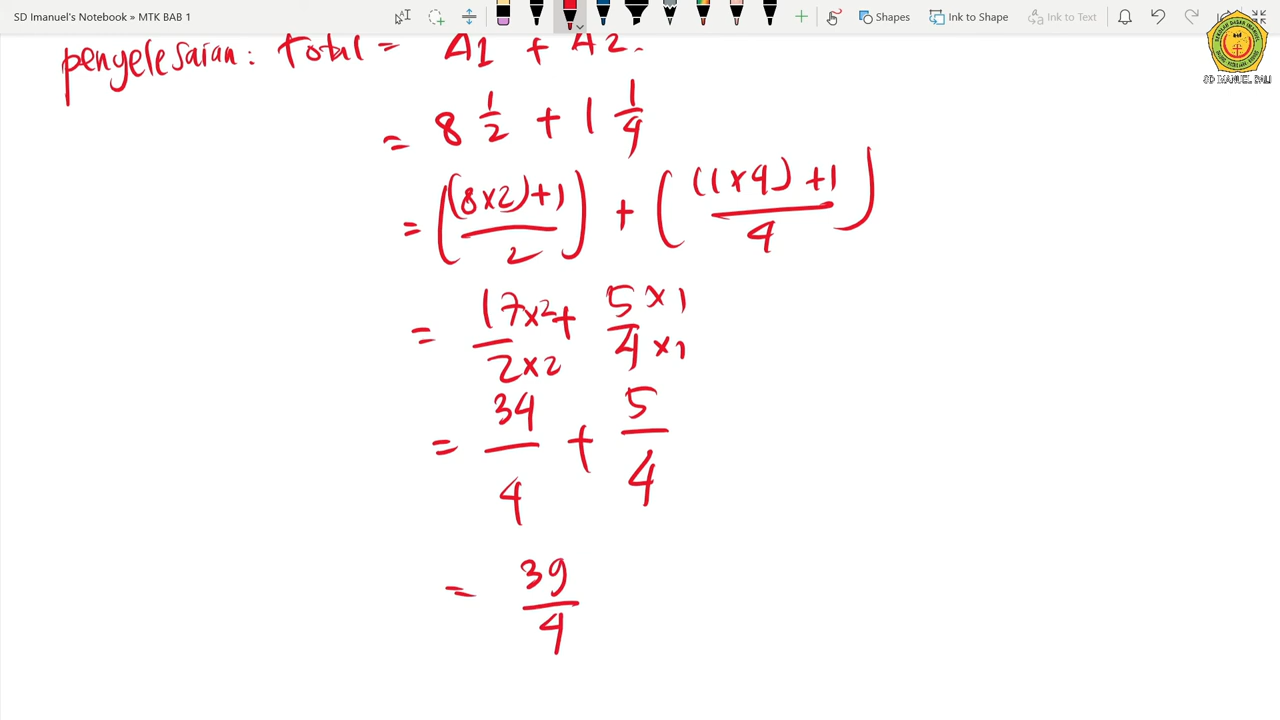 SD Imanuel's Notebook » MTK BAB 1
Shapes Ink to Shape Ink to Text
SD IMANUEL PALI
penyelesaian: total = A1 + A2.
= 8 1/2 + 1 1/4
= ((8x2)+1)/2 + ((1x4)+1)/4
= 17x2/2x2 + 5x1/4x1
= 34/4 + 5/4
= 39/4